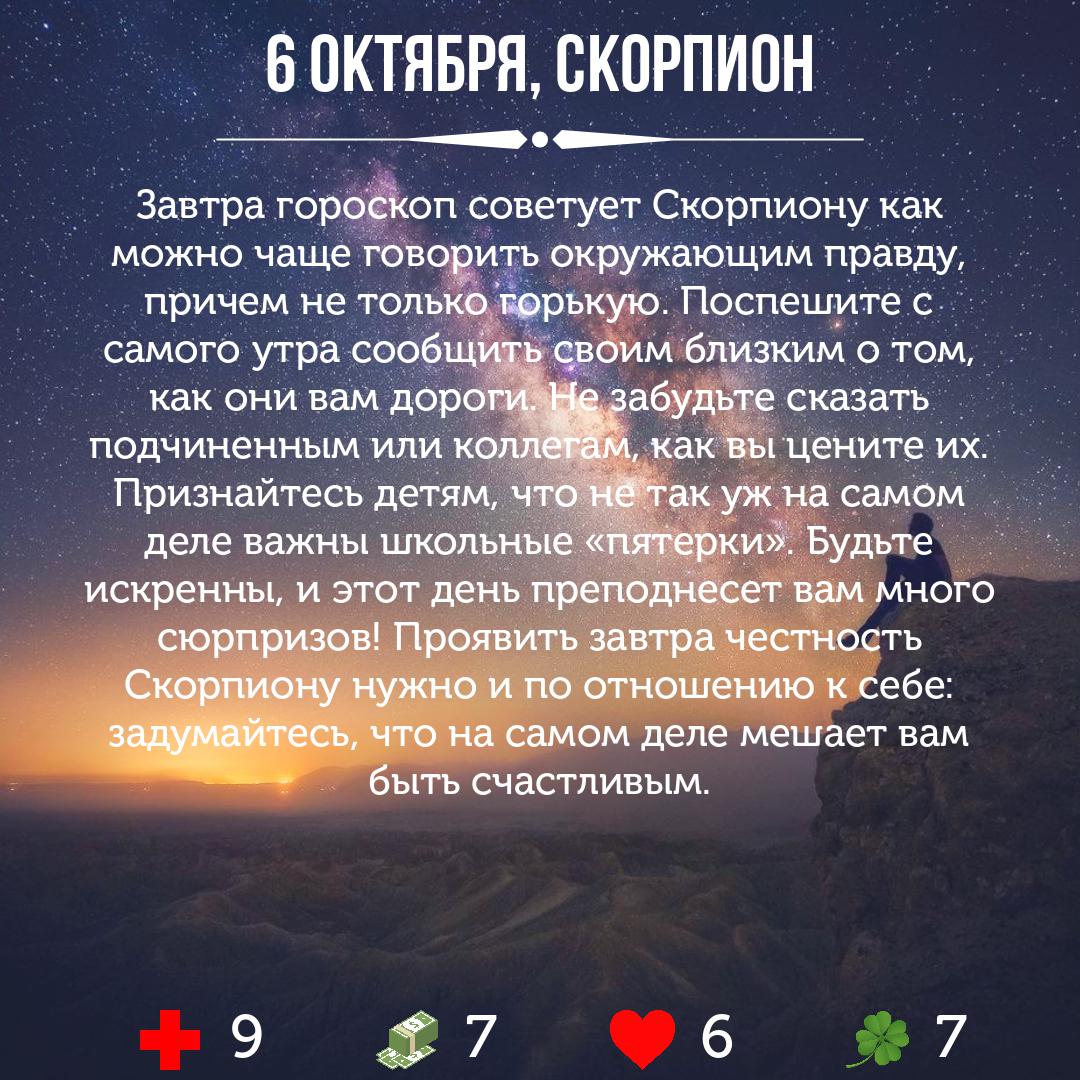 6 ОКТЯБРЯ, СКОРПИОН
Завтра гороскоп советует Скорпиону как
можно чаще говорить окружающим правду,
причем не только горькую. Поспешите с
самого утра сообщить своим близким о том,
как они вам дороги. Не забудьте сказать
подчиненным или коллегам, как вы цените их.
Признайтесь детям, что не так уж на самом
деле важны школьные «пятерки». Будьте
искренны, и этот день преподнесет вам много
сюрпризов! Проявить завтра честность
Скорпиону нужно и по отношению к себе:
задумайтесь, что на самом деле мешает вам
быть счастливым.
9 7 6 7